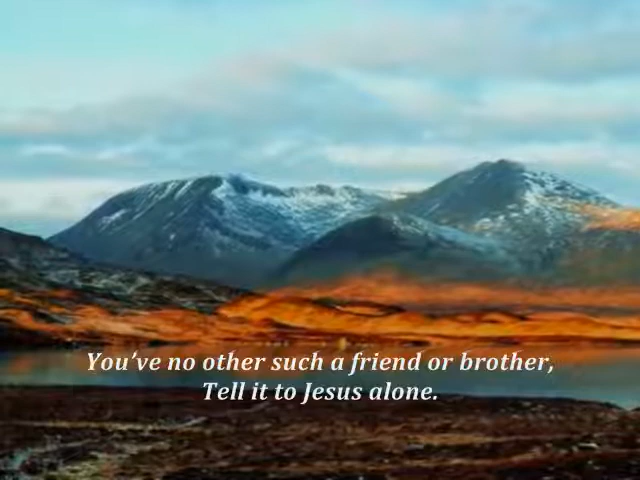 You’ve no other such a friend or brother,
Tell it to Jesus alone.